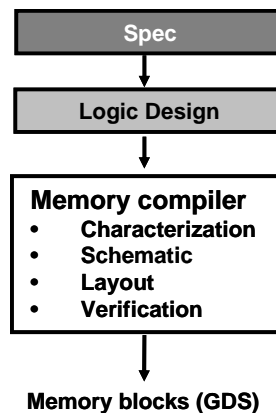 Spec
Logic Design
Memory compiler
• Characterization
• Schematic
• Layout
• Verification
Memory blocks (GDS)